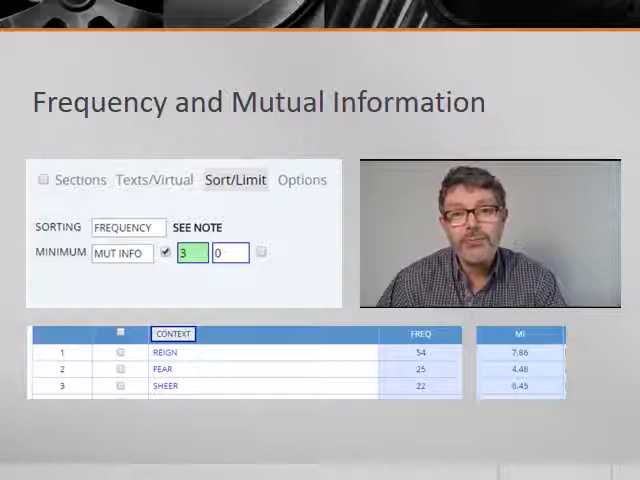 Frequency and Mutual Information
Sections Texts/Virtual Sort/Limit Options
SORTING FREQUENCY SEE NOTE
MINIMUM MUT INFO 3 0
CONTEXT FREQ MI
1 REIGN 54 7.86
2 FEAR 25 4.48
3 SHEER 22 6.45